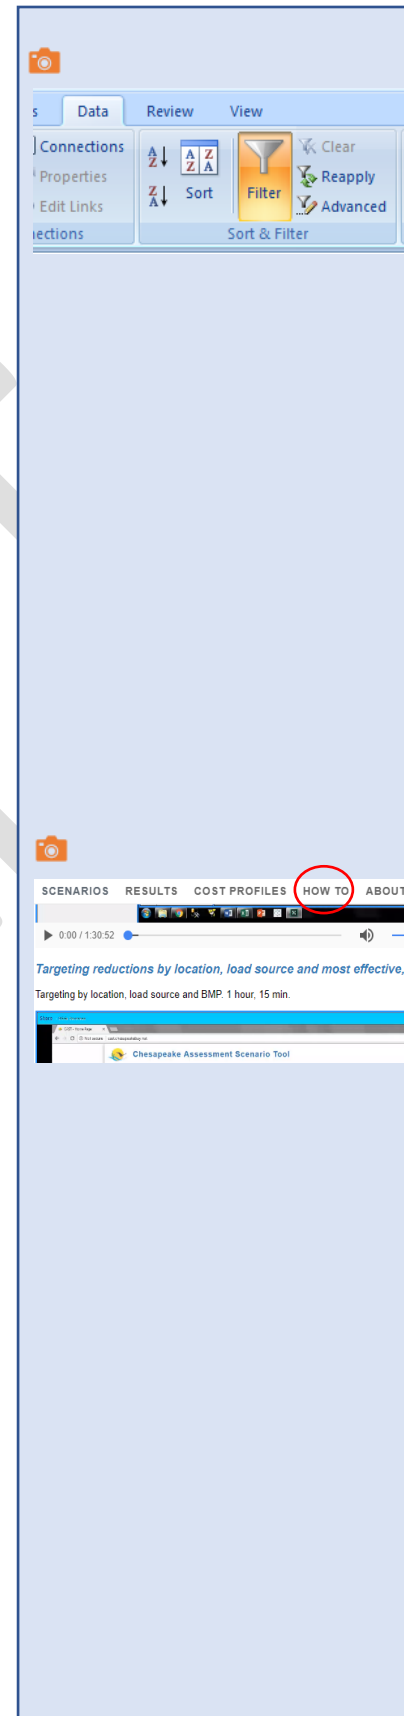 s Data Review View
Connections
Properties
Edit Links
nections
A
Z
Z
A
A Z
Z A
Sort
Filter
Clear
Reapply
Advanced
Sort & Filter
SCENARIOS RESULTS COST PROFILES HOW TO ABOUT
0:00 / 1:30:52
Targeting reductions by location, load source and most effective,
Targeting by location, load source and BMP. 1 hour, 15 min.
Chesapeake Assessment Scenario Tool